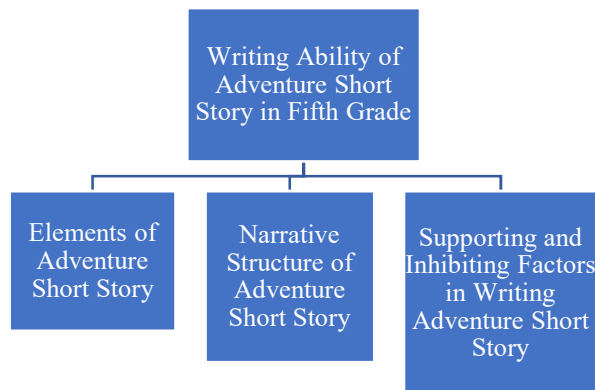 Writing Ability of
Adventure Short
Story in Fifth Grade
Elements of
Adventure
Short Story
Narrative
Structure of
Adventure
Short Story
Supporting and
Inhibiting Factors
in Writing
Adventure Short
Story